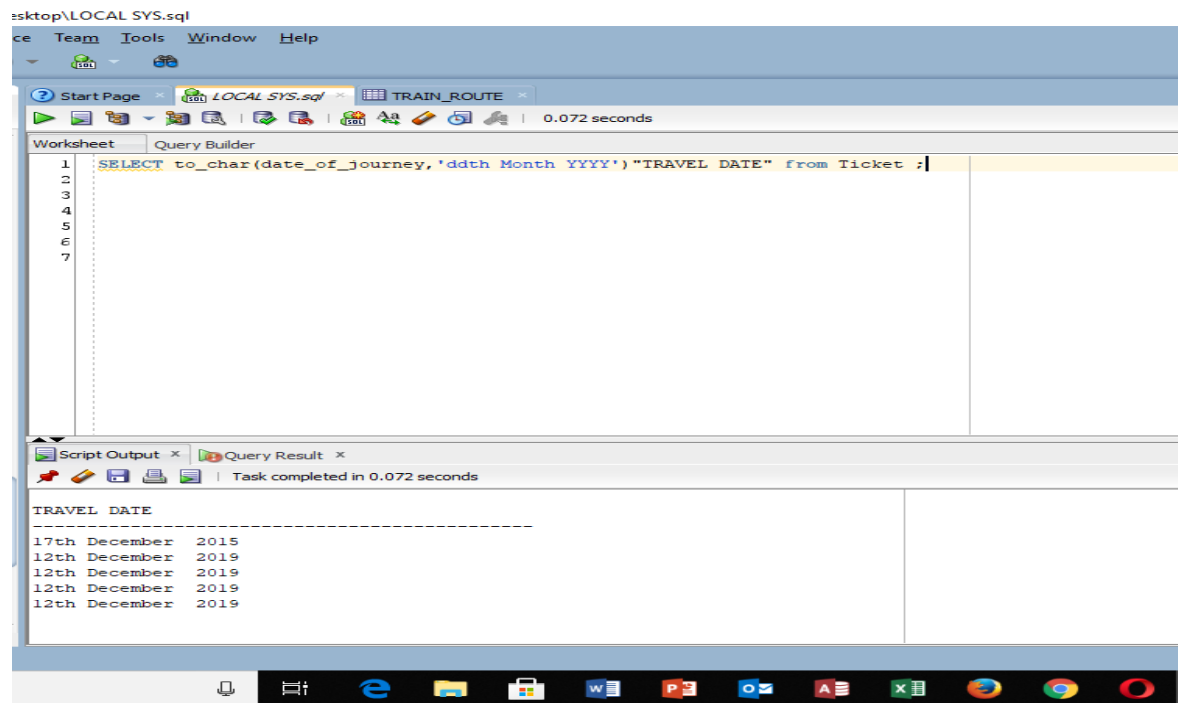 esktop\LOCAL SYS.sql
ce Team Tools Window Help
SQL
Start Page LOCAL SYS.sql TRAIN_ROUTE
0.072 seconds
Worksheet Query Builder
1 SELECT to_char(date_of_journey,'ddth Month YYYY')"TRAVEL DATE" from Ticket ;
2
3
4
5
6
7
Script Output Query Result
Task completed in 0.072 seconds
TRAVEL DATE
------------------------------------------------
17th December  2015
12th December  2019
12th December  2019
12th December  2019
12th December  2019